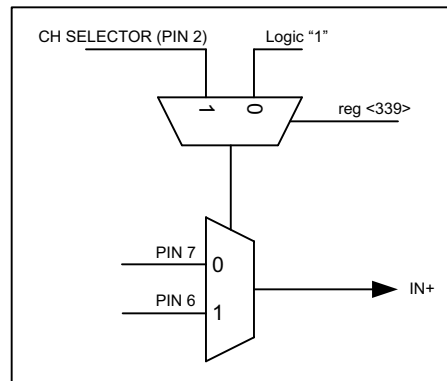 CH SELECTOR (PIN 2)
Logic “1”
1
0
reg <339>
PIN 7
0
PIN 6
1
IN+